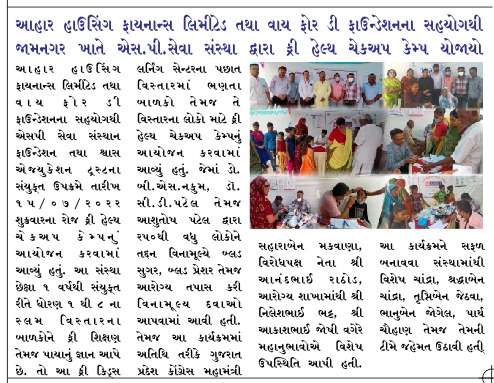 આહાર હાઉસિંગ ફાયનાન્સ લિમીટેડ તથા વાય ફોર ડી ફાઉન્ડેશનના સહયોગથી
જામનગર ખાતે એસ.પી.સેવા સંસ્થા દ્વારા ફ્રી હેલ્થ ચેકઅપ કેમ્પ યોજાયો
આહાર હાઉસિંગ
ફાયનાન્સ લિમીટેડ તથા
વાય ફોર ડી
ફાઉન્ડેશનના સહયોગથી
એસપી સેવા સંસ્થાન
ફાઉન્ડેશન તથા શ્વાસ
એજ્યુકેશન ટ્રસ્ટના
સંયુક્ત ઉપક્રમે તારીખ
૧૫/૦૭/૨૦૨૨
શુક્રવારના રોજ ફ્રી હેલ્થ
ચેકઅપ કેમ્પનું
આયોજન કરવામાં
આવ્યું હતું. આ સંસ્થા
છેલ્લા ૧ વર્ષથી સંયુક્ત
રીતે ધોરણ ૧ થી ૮ ના
સ્લમ વિસ્તારના
બાળકોને ફ્રી શિક્ષણ
તેમજ પાયાનું જ્ઞાન આપે
છે. તો આ ફ્રી કિડ્સ
લર્નિંગ સેન્ટરના પછાત
વિસ્તારમાં ભણતા
બાળકો તેમજ તે
વિસ્તારના લોકો માટે ફ્રી
હેલ્થ ચેકઅપ કેમ્પનું
આયોજન કરવામાં
આવ્યું હતું. જેમાં ડો.
બી.એસ.નકુમ, ડૉ.
સી.ડી.પટેલ તેમજ
આશુતોષ પટેલ દ્વારા
૨૫૦થી વધુ લોકોને
તદ્દન વિનામૂલ્યે બ્લડ
સુગર, બ્લડ પ્રેશર તેમજ
આરોગ્ય તપાસ કરી
વિનામૂલ્ય દવાઓ
આપવામાં આવી હતી.
તેમજ આ કાર્યક્રમમાં
અતિથિ તરીકે ગુજરાત
પ્રદેશ કોંગ્રેસ મહામંત્રી
સહારાબેન મકવાણા,
વિરોધપક્ષ નેતા શ્રી
આનંદભાઈ રાઠોડ,
આરોગ્ય શાખામાંથી શ્રી
નિલેશભાઈ ભટ્ટ, શ્રી
આકાશભાઈ જોષી વગેરે
મહાનુભાવોએ વિશેષ
ઉપસ્થિતિ આપી હતી.
આ કાર્યક્રમને સફળ
બનાવવા સંસ્થામાંથી
વિશેષ ચાંદ્રા, શ્રદ્ધાબેન
ચાંદ્રા, તૃપ્તિબેન જેઠવા,
ભાનુબેન જોગેલ, પાર્થ
ચૌહાણ તેમજ તેમની
ટીમે જહેમત ઉઠાવી હતી.